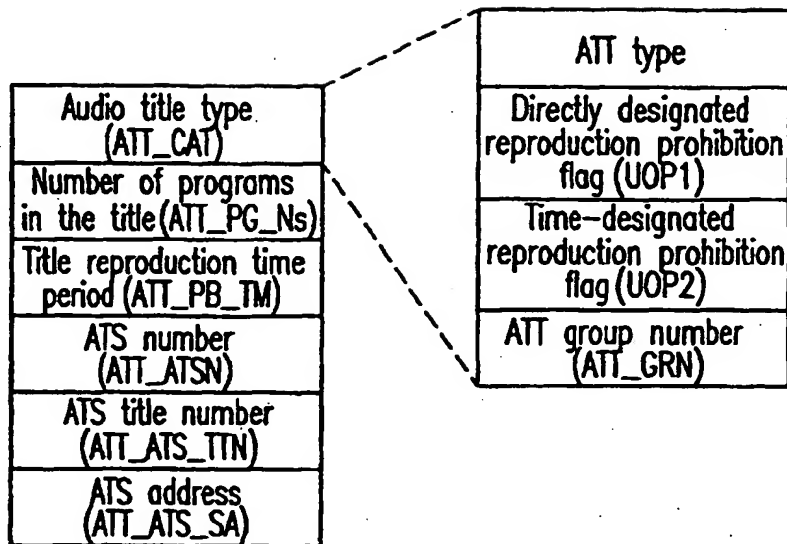 Audio title type
(ATT_CAT)
Number of programs
in the title(ATT_PG_Ns)
Title reproduction time
period(ATT_PB_TM)
ATS number
(ATT_ATSN)
ATS title number
(ATT_ATS_TTN)
ATS address
(ATT_ATS_SA)
ATT type
Directly designated
reproduction prohibition
flag(UOP1)
Time-designated
reproduction prohibition
flag(UOP2)
ATT group number
(ATT_GRN)